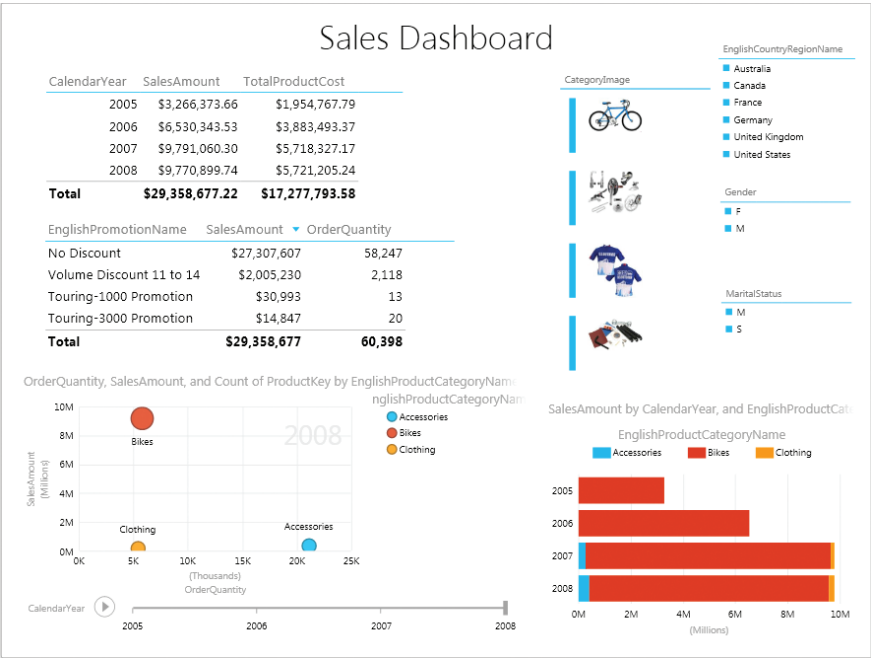 Sales Dashboard
CalendarYear SalesAmount TotalProductCost
2005 $3,266,373.66 $1,954,767.79
2006 $6,530,343.53 $3,883,493.37
2007 $9,791,060.30 $5,718,327.17
2008 $9,770,899.74 $5,721,205.24
Total $29,358,677.22 $17,277,793.58
EnglishPromotionName SalesAmount OrderQuantity
No Discount $27,307,607 58,247
Volume Discount 11 to 14 $2,005,230 2,118
Touring-1000 Promotion $30,993 13
Touring-3000 Promotion $14,847 20
Total $29,358,677 60,398
CategoryImage
EnglishCountryRegionName
Australia
Canada
France
Germany
United Kingdom
United States
Gender
F
M
MaritalStatus
M
S
OrderQuantity, SalesAmount, and Count of ProductKey by EnglishProductCategoryName
nglishProductCategoryNam
Accessories
Bikes
Clothing
2008
SalesAmount
(Millions)
10M
8M
6M
4M
2M
0M
Bikes
Clothing
Accessories
0K 5K 10K 15K 20K 25K
(Thousands)
OrderQuantity
CalendarYear
2005 2006 2007 2008
SalesAmount by CalendarYear, and EnglishProductCat
EnglishProductCategoryName
Accessories Bikes Clothing
2005
2006
2007
2008
0M 2M 4M 6M 8M 10M
(Millions)